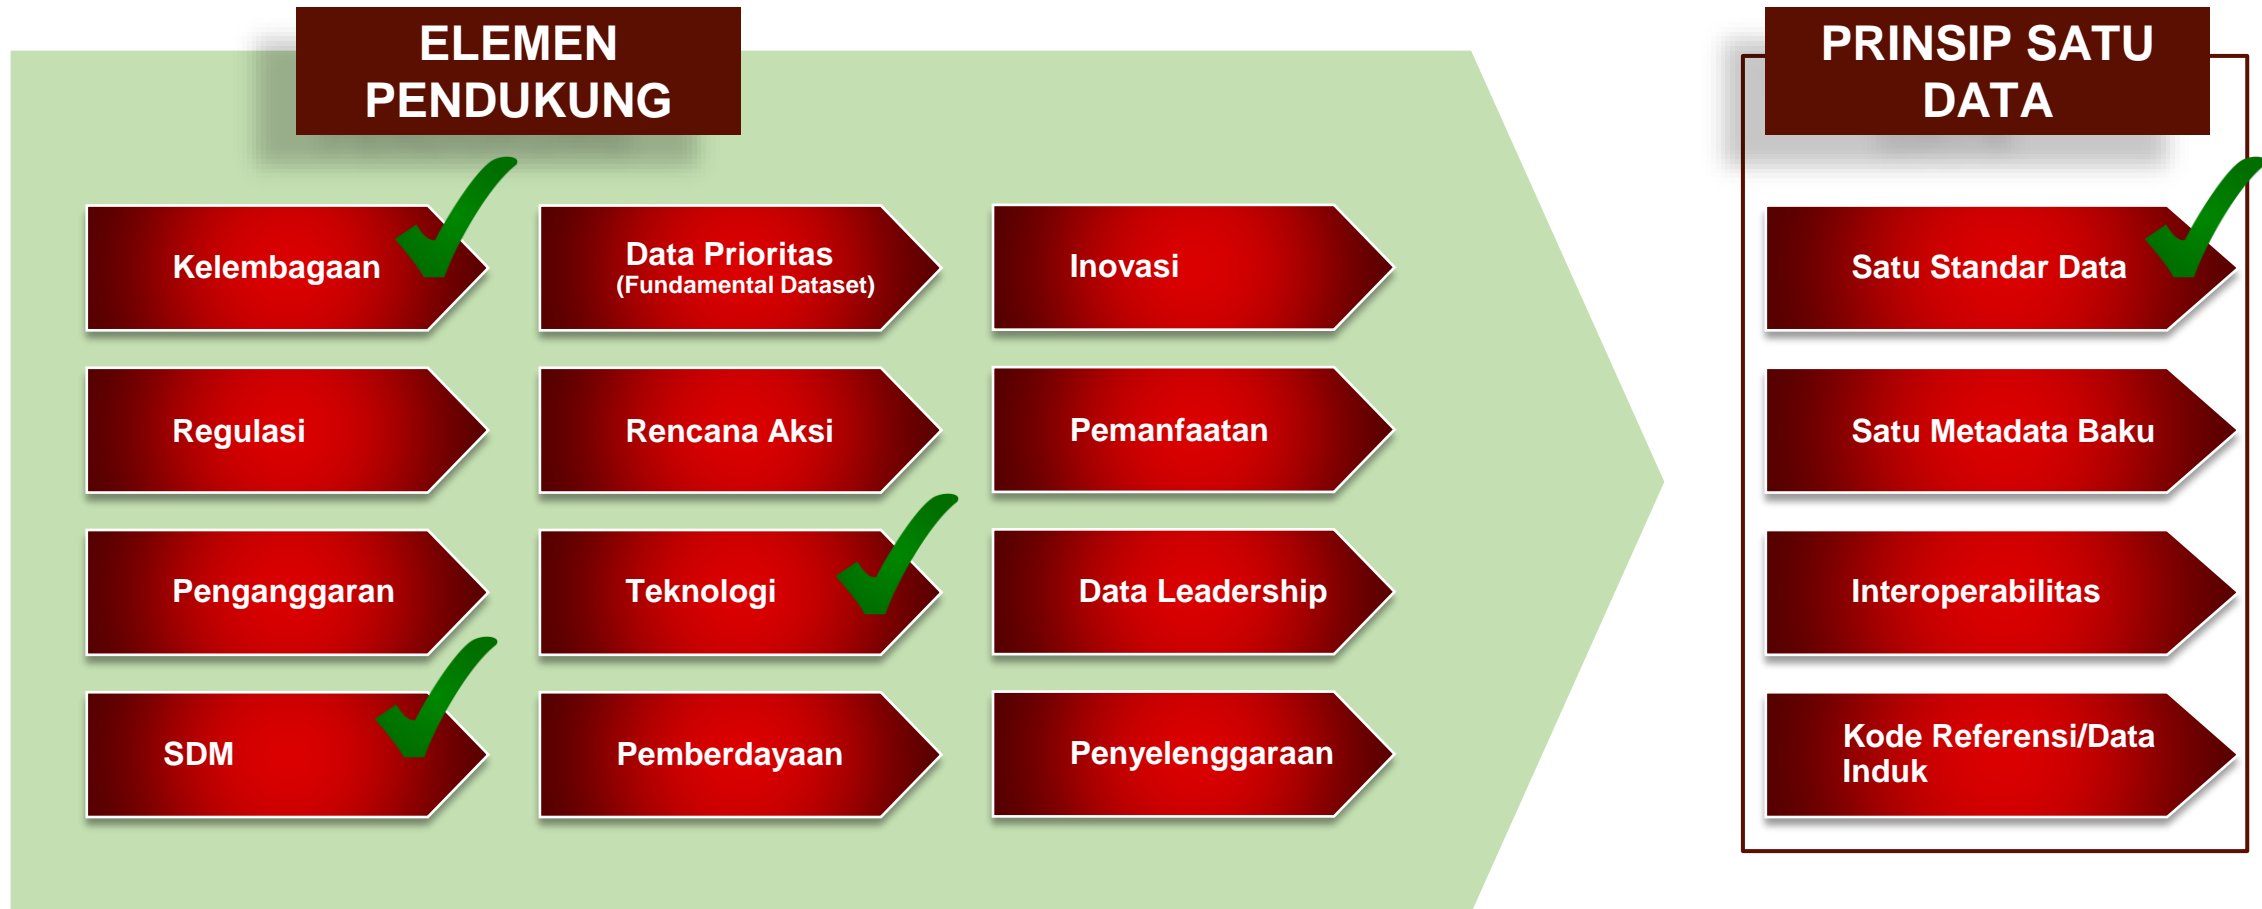 ELEMEN
PENDUKUNG
Kelembagaan
Regulasi
Penganggaran
SDM
Data Prioritas
(Fundamental Dataset)
Rencana Aksi
Teknologi
Pemberdayaan
Inovasi
Pemanfaatan
Data Leadership
Penyelenggaraan
PRINSIP SATU
DATA
Satu Standar Data
Satu Metadata Baku
Interoperabilitas
Kode Referensi/Data
Induk